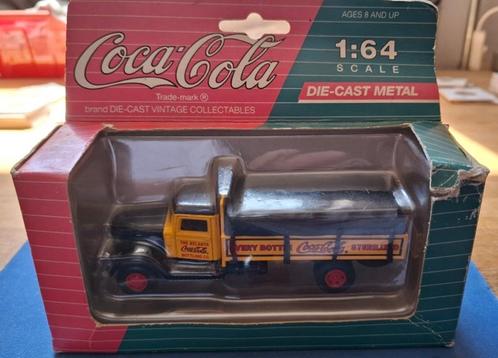 AGES 8 AND UP
Coca-Cola
Trade-mark ®
brand DIE-CAST VINTAGE COLLECTABLES
1:64
SCALE
DIE-CAST METAL
THE ATLANTA
Coca-Cola
BOTTLING CO.
EVERY BOTTLE Coca-Cola STERILIZED